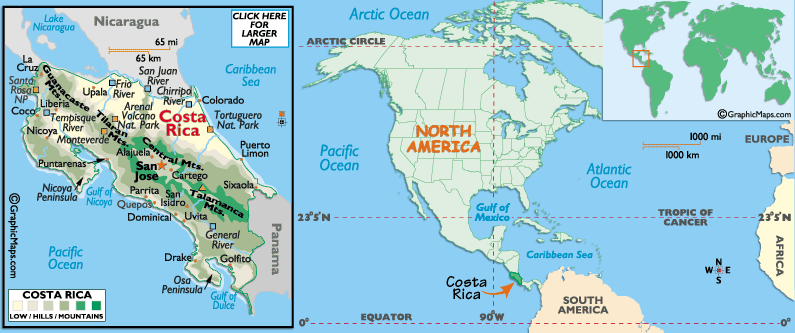 Lake
Nicaragua
Nicaragua
CLICK HERE
FOR
LARGER
MAP
65 mi
65 km
La
Cruz
San Juan
River
Caribbean
Sea
Santa
Rosa
NP
Guanacaste
Mts.
Upala
Frio
River
Chirripo
River
Colorado
Liberia
Coco
Tempisque
River
Tilaran
Mts.
Arenal
Volcano
Nat. Park
Costa
Rica
Tortuguero
Nat. Park
Nicoya
Monteverde
Central Mts.
Puerto
Limon
Puntarenas
Alajuela
San
Jose
Cartego
Nicoya
Peninsula
Gulf of
Nicoya
Parrita
San
Isidro
Sixaola
Talamanca
Mts.
Quepos
Dominical
Uvita
General
River
Panama
Pacific
Ocean
Drake
Golfito
Osa
Peninsula
Gulf of
Dulce
©GraphicMaps.com
COSTA RICA
LOW / HILLS / MOUNTAINS
Arctic Ocean
ARCTIC CIRCLE
NORTH
AMERICA
Pacific
Ocean
Atlantic
Ocean
©GraphicMaps.com
1000 mi
1000 km
EUROPE
Gulf of
Mexico
23°5'N
TROPIC OF
CANCER
23°5'N
AFRICA
Caribbean Sea
Costa
Rica
N
W E
S
SOUTH
AMERICA
0°
EQUATOR
90°W
0°